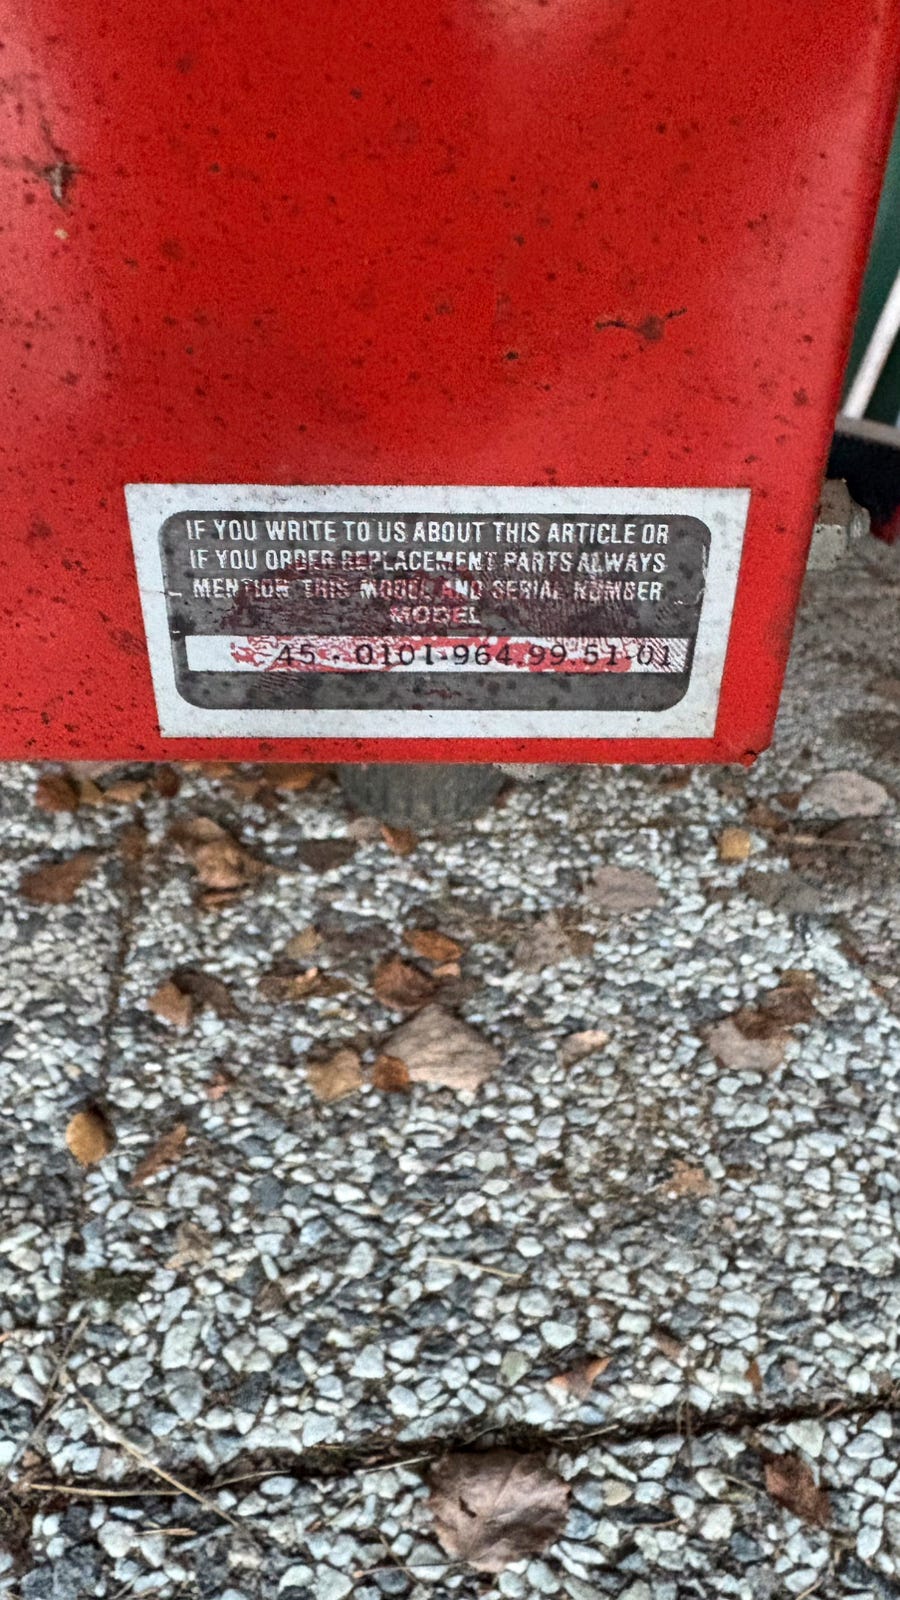 IF YOU WRITE TO US ABOUT THIS ARTICLE OR
IF YOU ORDER REPLACEMENT PARTS ALWAYS
MENTION THIS MODEL AND SERIAL NUMBER
MODEL
45 - 0101-964.99.51-01